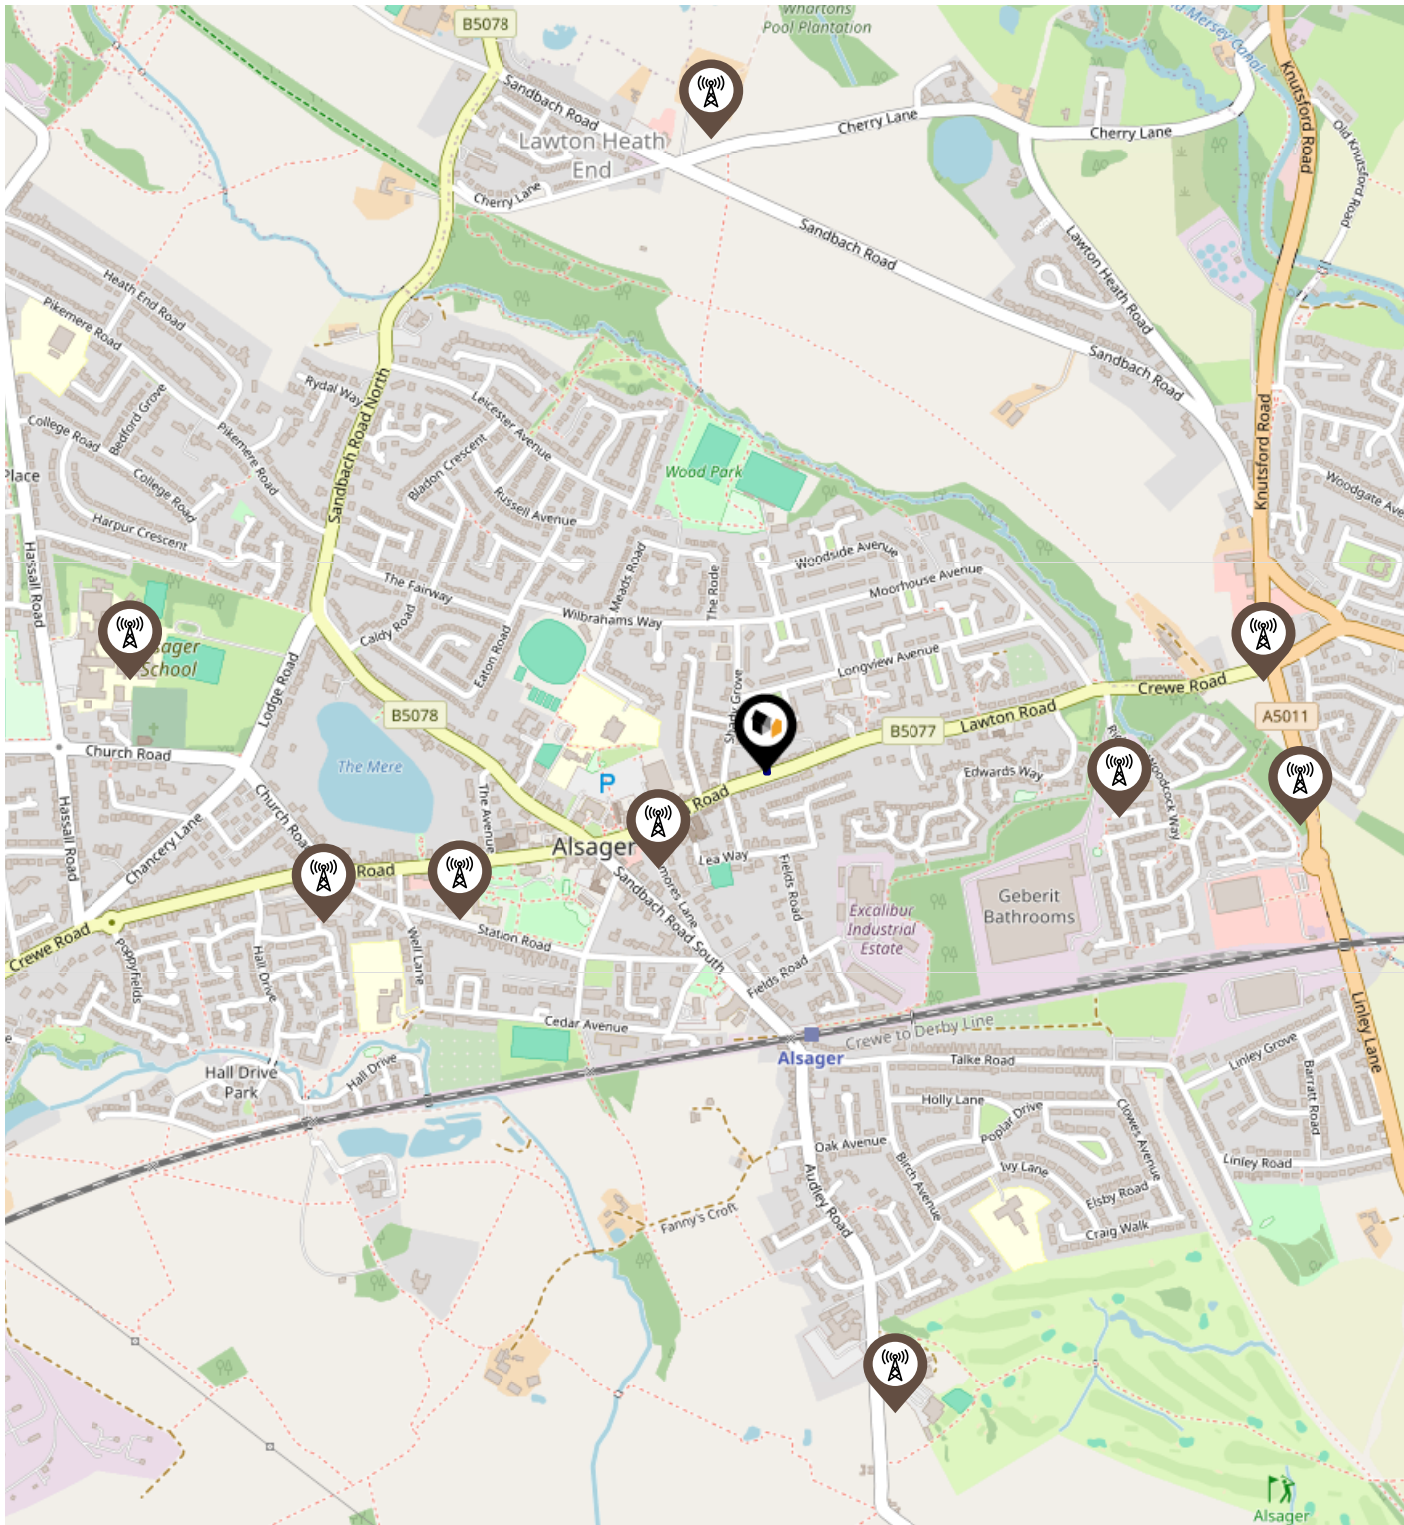 B5078
Whartons
Pool Plantation
Mersey Canal
Knutsford Road
Old Knutsford Road
Sandbach Road
Lawton Heath
End
Cherry Lane
Cherry Lane
Cherry Lane
Sandbach Road
Lawton Heath Road
Heath End Road
Pikemere Road
Sandbach Road
Rydal Way
Leicester Avenue
Sandbach Road North
Bedford Grove
College Road
Pikemere Road
Bladon Crescent
Knutsford Road
Place
College Road
Wood Park
Russell Avenue
Woodgate Ave
Harpur Crescent
Hassall Road
Woodside Avenue
The Fairway
Meads Road
The Rode
Moorhouse Avenue
Wilbrahams Way
Caldy Road
Eaton Road
School
Longview Avenue
Lodge Road
Shady Grove
Crewe Road
B5078
B5077
Lawton Road
A5011
Church Road
The Mere
P
Edwards Way
Woodcock Way
Church Road
The Avenue
Road
Hassall Road
Chancery Lane
Alsager
Lea Way
Road
Fields Road
Geberit
Bathrooms
Sandbach Road South
Excalibur
Industrial
Estate
Crewe Road
Poppyfields
Hall Drive
Well Lane
Station Road
Fields Road
Linley Lane
Cedar Avenue
Crewe to Derby Line
Alsager
Talke Road
Linley Grove
Hall Drive
Park
Hall Drive
Barratt Road
Holly Lane
Poplar Drive
Clowes Avenue
Oak Avenue
Birch Avenue
Ivy Lane
Linley Road
Audley Road
Elsby Road
Fanny's Croft
Craig Walk
Alsager